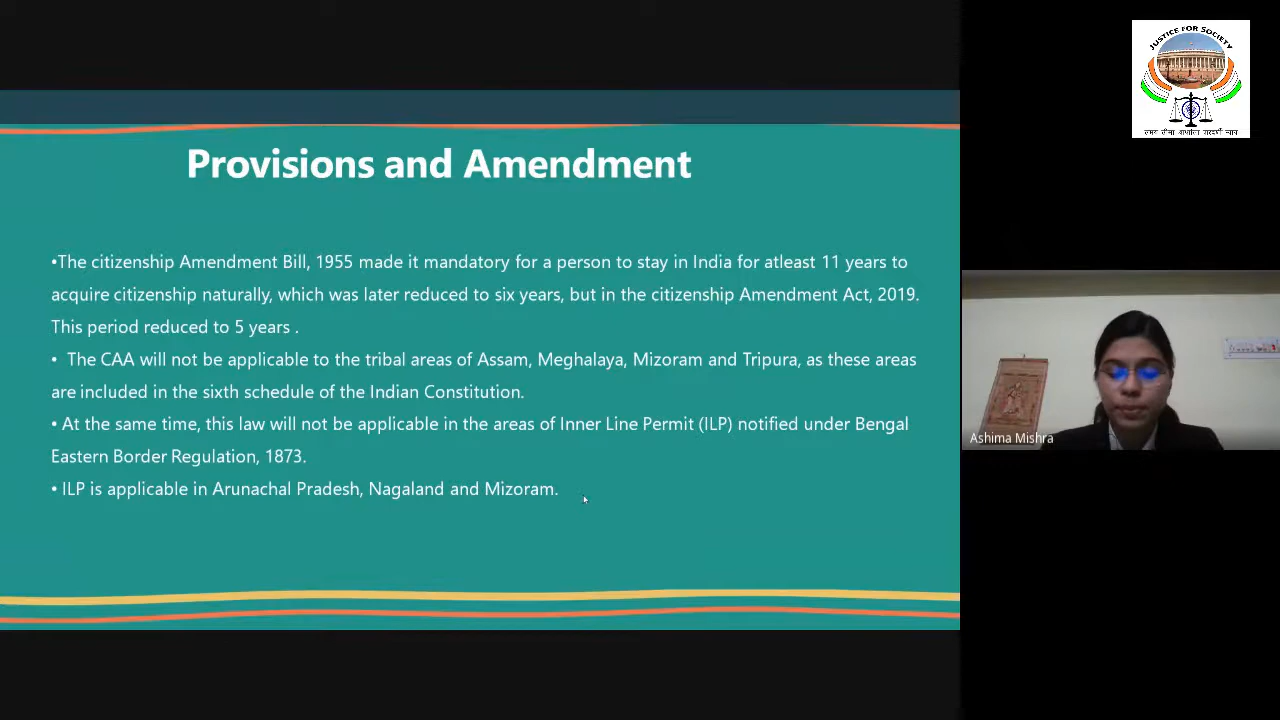 JUSTICE FOR SOCIETY
Provisions and Amendment
•The citizenship Amendment Bill, 1955 made it mandatory for a person to stay in India for atleast 11 years to
acquire citizenship naturally, which was later reduced to six years, but in the citizenship Amendment Act, 2019.
This period reduced to 5 years .
• The CAA will not be applicable to the tribal areas of Assam, Meghalaya, Mizoram and Tripura, as these areas
are included in the sixth schedule of the Indian Constitution.
• At the same time, this law will not be applicable in the areas of Inner Line Permit (ILP) notified under Bengal
Eastern Border Regulation, 1873.
• ILP is applicable in Arunachal Pradesh, Nagaland and Mizoram.
Ashima Mishra